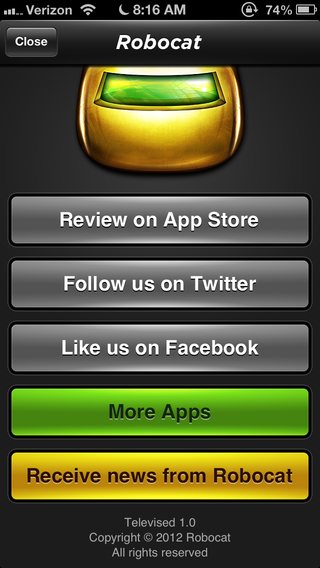 Verizon 8:16 AM 74%
Close Robocat
Review on App Store
Follow us on Twitter
Like us on Facebook
More Apps
Receive news from Robocat
Televised 1.0
Copyright © 2012 Robocat
All rights reserved